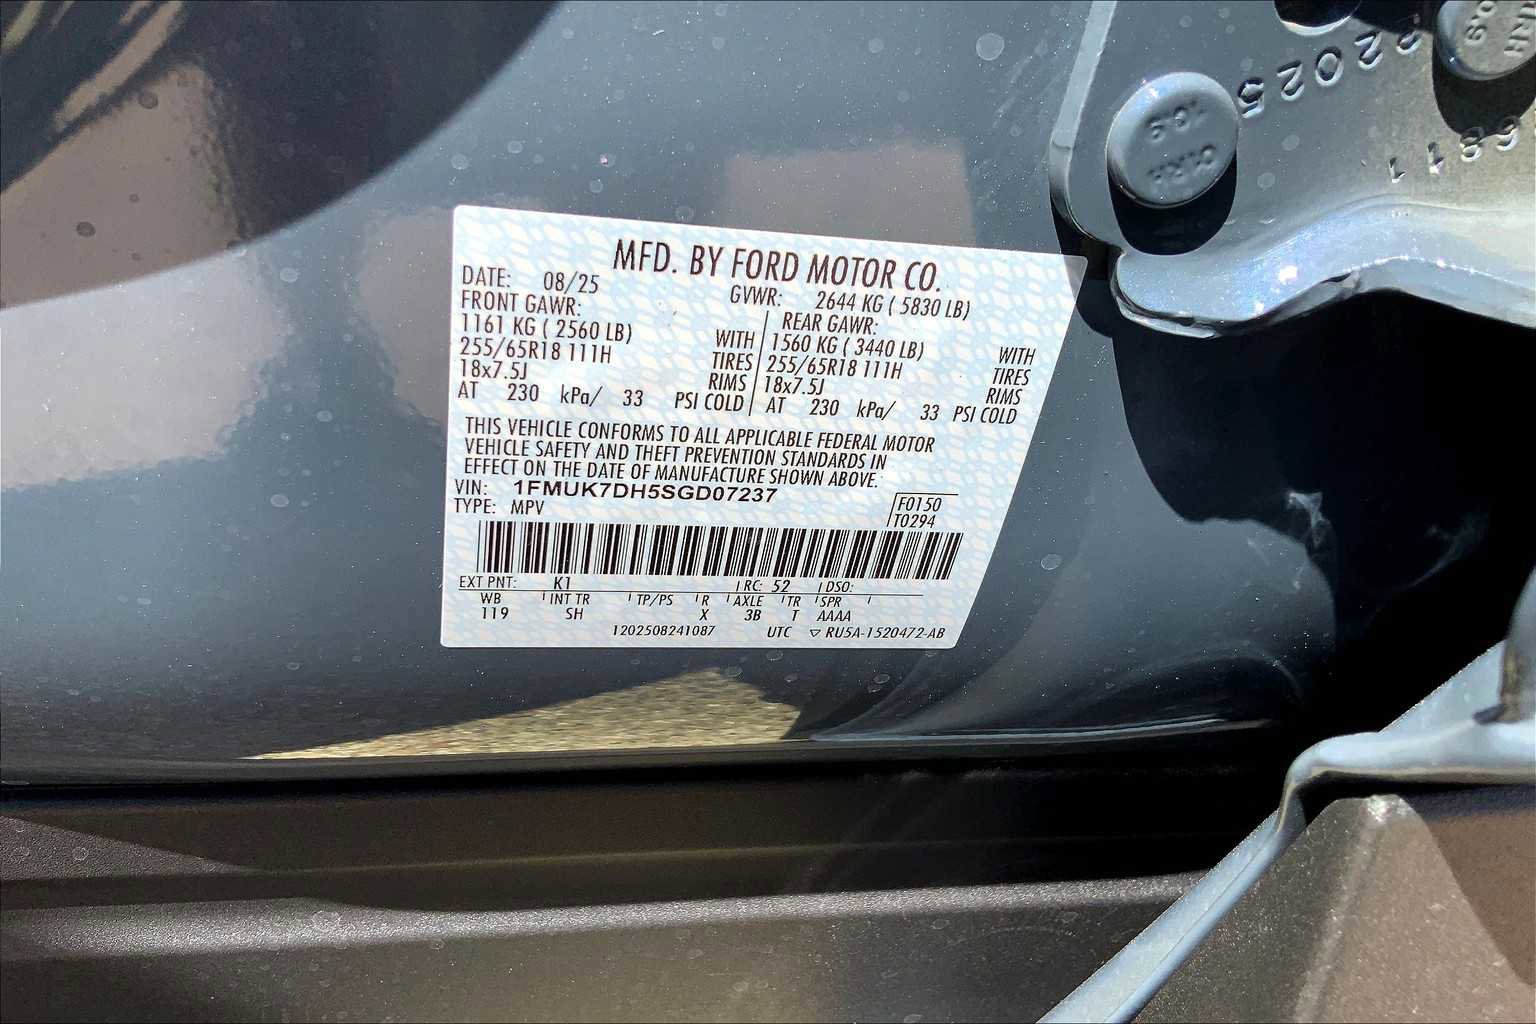 MFD. BY FORD MOTOR CO.
DATE: 08/25
GVWR: 2644 KG ( 5830 LB)
FRONT GAWR:
1161 KG ( 2560 LB) WITH
255/65R18 111H TIRES
18x7.5J RIMS
AT 230 kPa/ 33 PSI COLD
REAR GAWR:
1560 KG ( 3440 LB) WITH
255/65R18 111H TIRES
18x7.5J RIMS
AT 230 kPa/ 33 PSI COLD
THIS VEHICLE CONFORMS TO ALL APPLICABLE FEDERAL MOTOR
VEHICLE SAFETY AND THEFT PREVENTION STANDARDS IN
EFFECT ON THE DATE OF MANUFACTURE SHOWN ABOVE.
VIN: 1FMUK7DH5SGD07237
TYPE: MPV
F0150
T0294
EXT PNT: K1 RC: 52 DSO:
WB INT TR TP/PS R AXLE TR SPR
119 SH X 3B T AAAA
1202508241087 UTC ▽ RU5A-1520472-AB
10.9